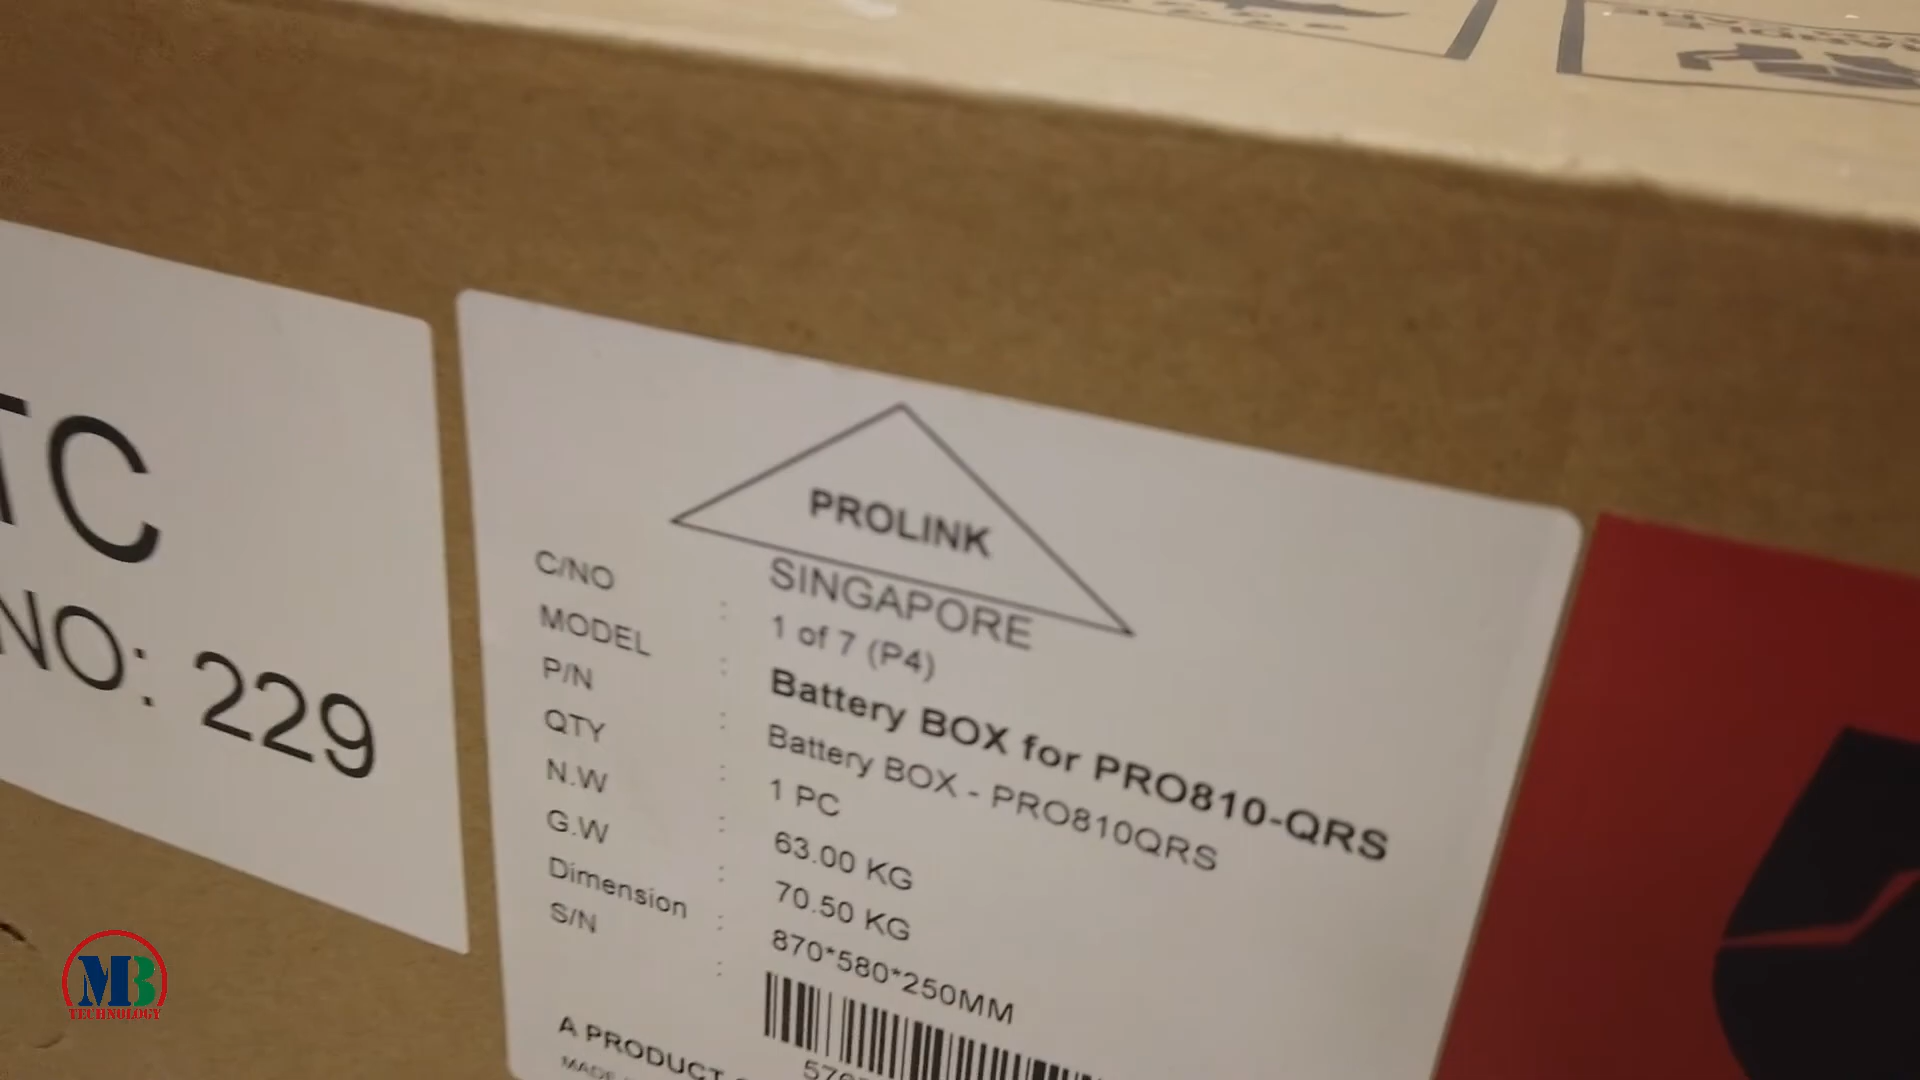 TC
NO: 229
PROLINK
SINGAPORE
C/NO : 1 of 7 (P4)
MODEL : Battery BOX for PRO810-QRS
P/N : Battery BOX - PRO810QRS
QTY : 1 PC
N.W : 63.00 KG
G.W : 70.50 KG
Dimension : 870*580*250MM
S/N :
A PRODUCT
MADE
MB
TECHNOLOGY